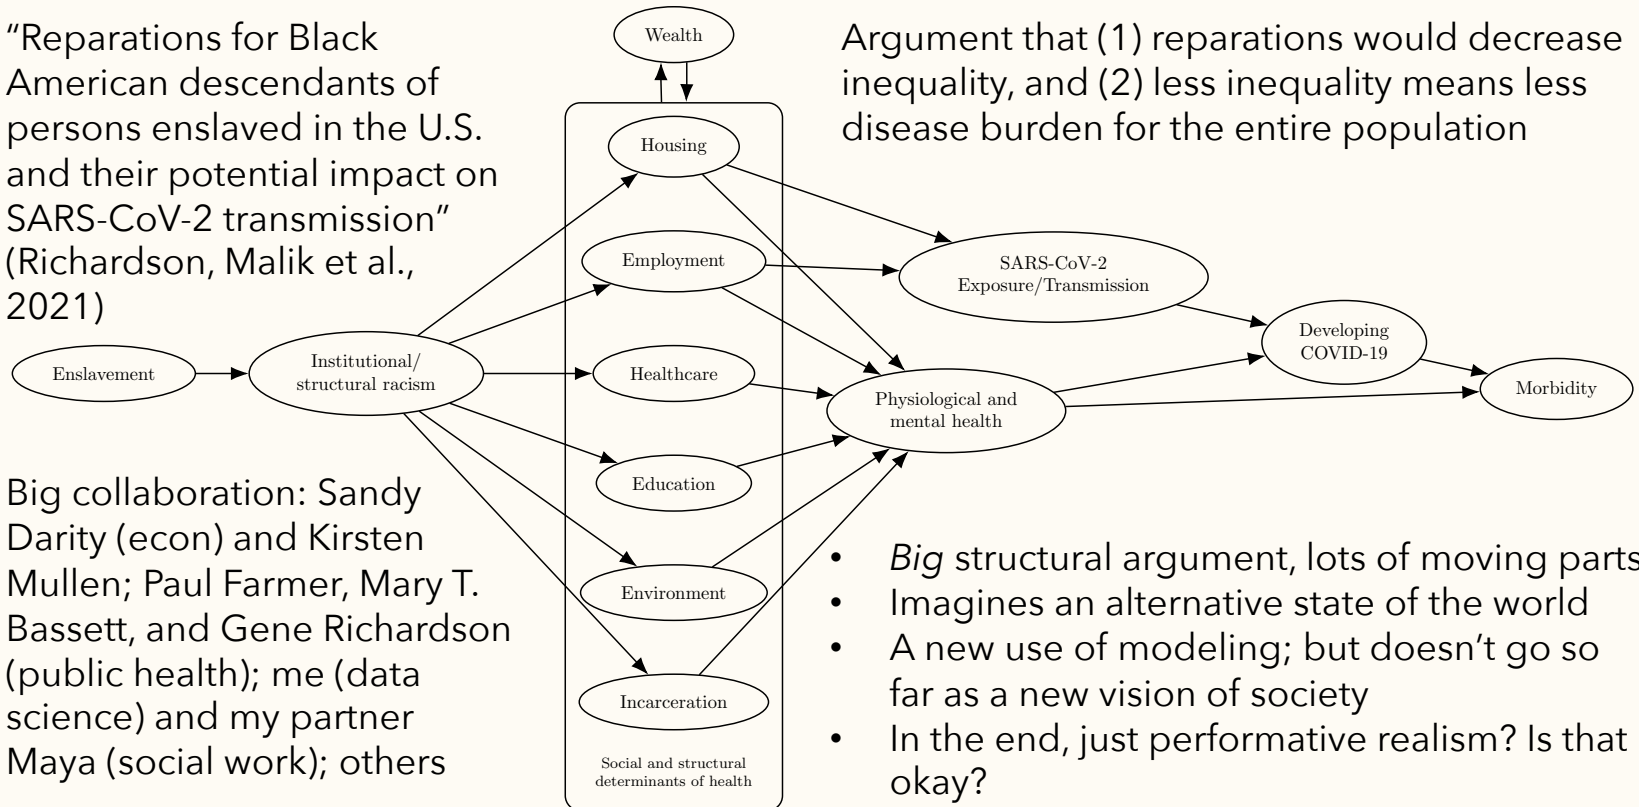 “Reparations for Black
American descendants of
persons enslaved in the U.S.
and their potential impact on
SARS-CoV-2 transmission”
(Richardson, Malik et al.,
2021)
Argument that (1) reparations would decrease
inequality, and (2) less inequality means less
disease burden for the entire population
Wealth
Housing
Employment
Healthcare
Education
Environment
Incarceration
Social and structural
determinants of health
Enslavement
Institutional/
structural racism
SARS-CoV-2
Exposure/Transmission
Physiological and
mental health
Developing
COVID-19
Morbidity
Big collaboration: Sandy
Darity (econ) and Kirsten
Mullen; Paul Farmer, Mary T.
Bassett, and Gene Richardson
(public health); me (data
science) and my partner
Maya (social work); others
• Big structural argument, lots of moving parts
• Imagines an alternative state of the world
• A new use of modeling; but doesn’t go so
far as a new vision of society
• In the end, just performative realism? Is that
okay?